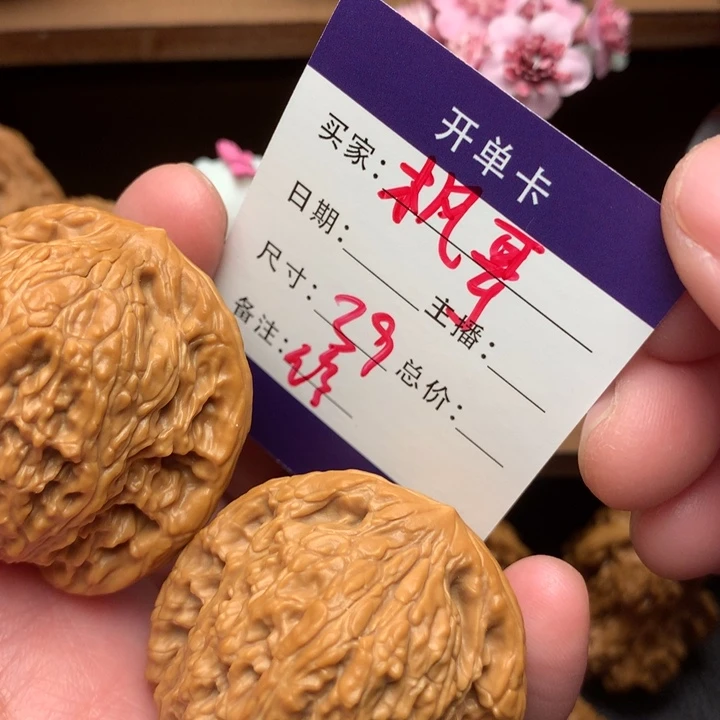 开单卡
买家：枫哥
日期： 主播：
尺寸：29 总价：
备注：